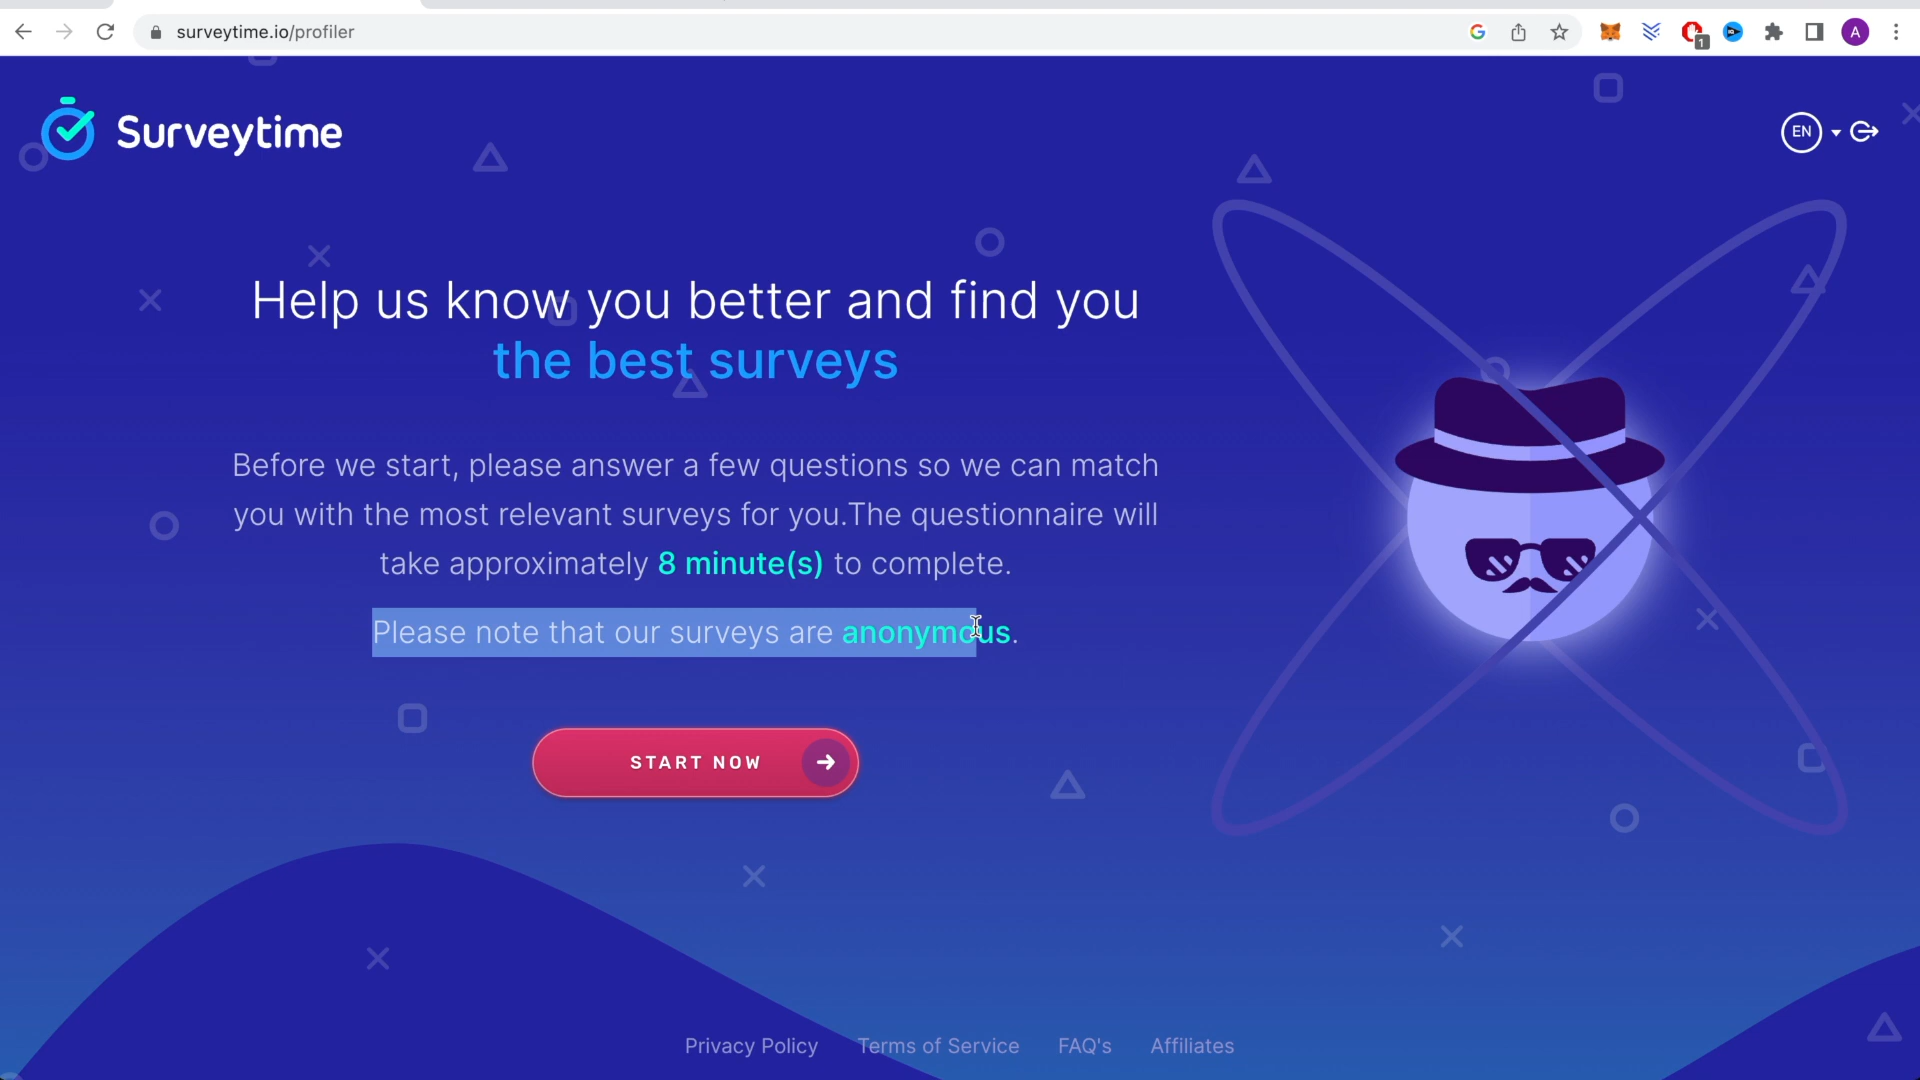 surveytime.io/profiler
1
A
Surveytime
EN
Help us know you better and find you
the best surveys
Before we start, please answer a few questions so we can match
you with the most relevant surveys for you.The questionnaire will
take approximately 8 minute(s) to complete.
Please note that our surveys are anonymous.
START NOW
Privacy Policy Terms of Service FAQ's Affiliates